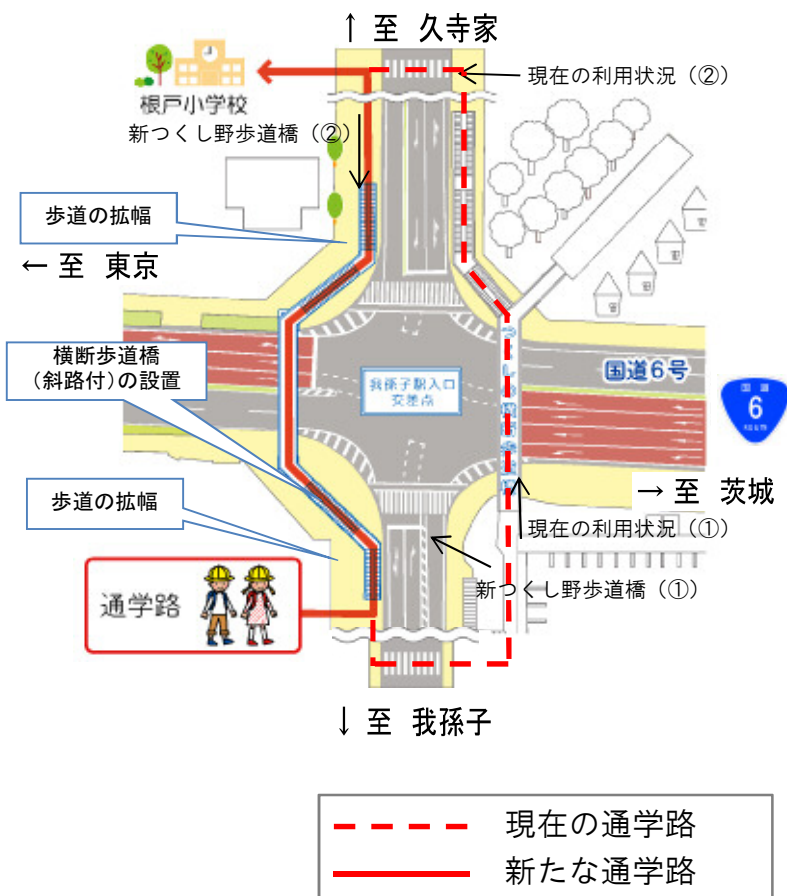 ↑ 至 久寺家
現在の利用状況（②）
根戸小学校
新つくし野歩道橋（②）
歩道の拡幅
← 至 東京
横断歩道橋
（斜路付）の設置
我孫子駅入口
交差点
国道6号
国道
6
ROUTE
歩道の拡幅
→ 至 茨城
現在の利用状況（①）
新つくし野歩道橋（①）
通学路
↓ 至 我孫子
現在の通学路
新たな通学路